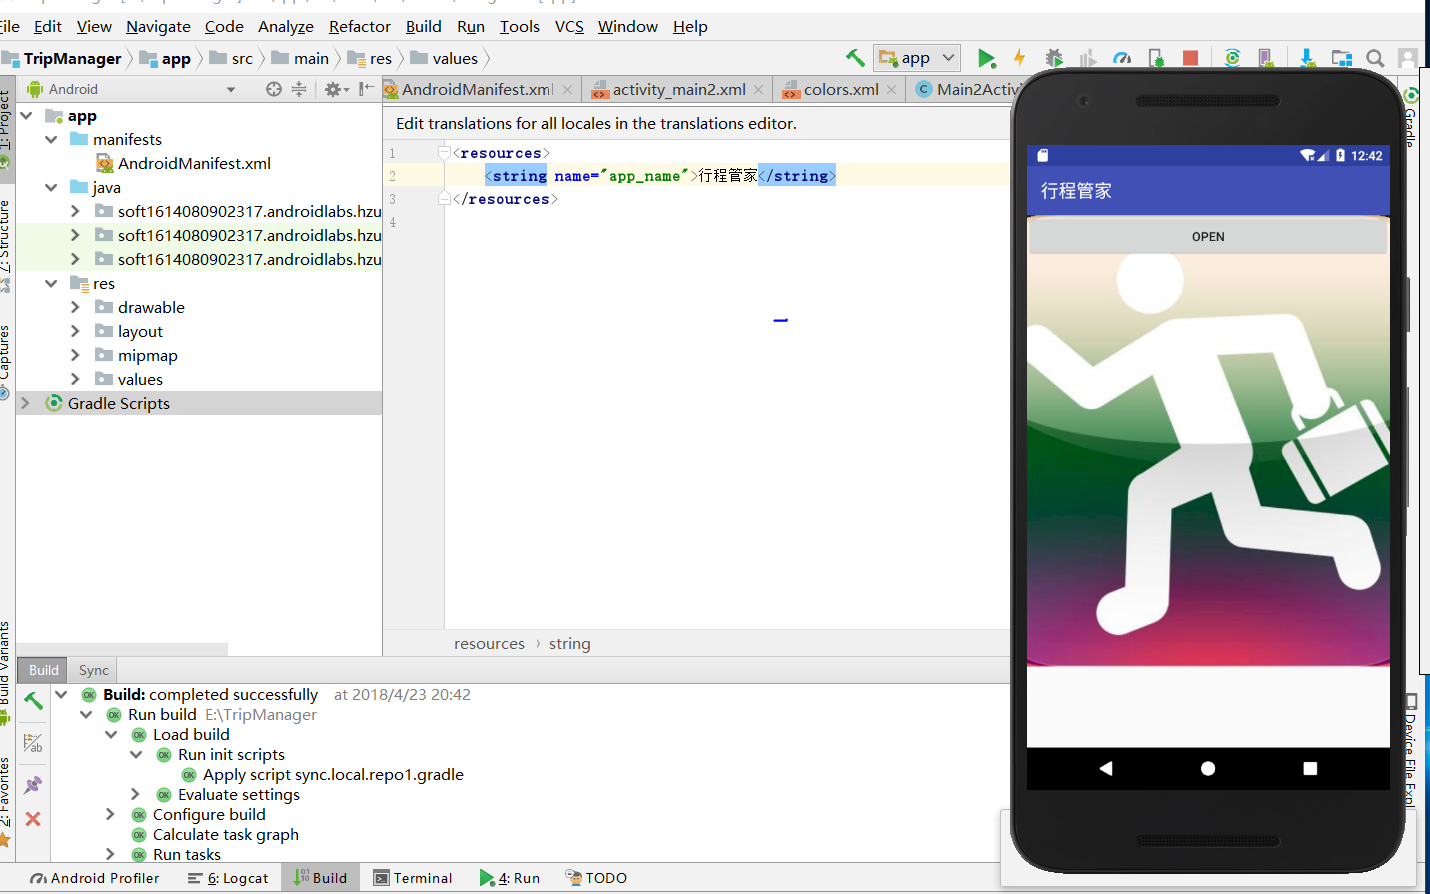 File Edit View Navigate Code Analyze Refactor Build Run Tools VCS Window Help
TripManager app src main res values app
Android AndroidManifest.xml activity_main2.xml colors.xml Main2Activi
Edit translations for all locales in the translations editor.
1: Project
Z: Structure
Captures
Build Variants
2: Favorites
app
manifests
AndroidManifest.xml
java
soft1614080902317.androidlabs.hzu
soft1614080902317.androidlabs.hzu
soft1614080902317.androidlabs.hzu
res
drawable
layout
mipmap
values
Gradle Scripts
1 <resources>
2 <string name="app_name">行程管家</string>
3 </resources>
4
resources › string
12:42
行程管家
OPEN
Gradle
Device File Expl
Build Sync
Build: completed successfully at 2018/4/23 20:42
Run build E:\TripManager
Load build
Run init scripts
Apply script sync.local.repo1.gradle
Evaluate settings
Configure build
Calculate task graph
Run tasks
Android Profiler 6: Logcat Build Terminal 4: Run TODO